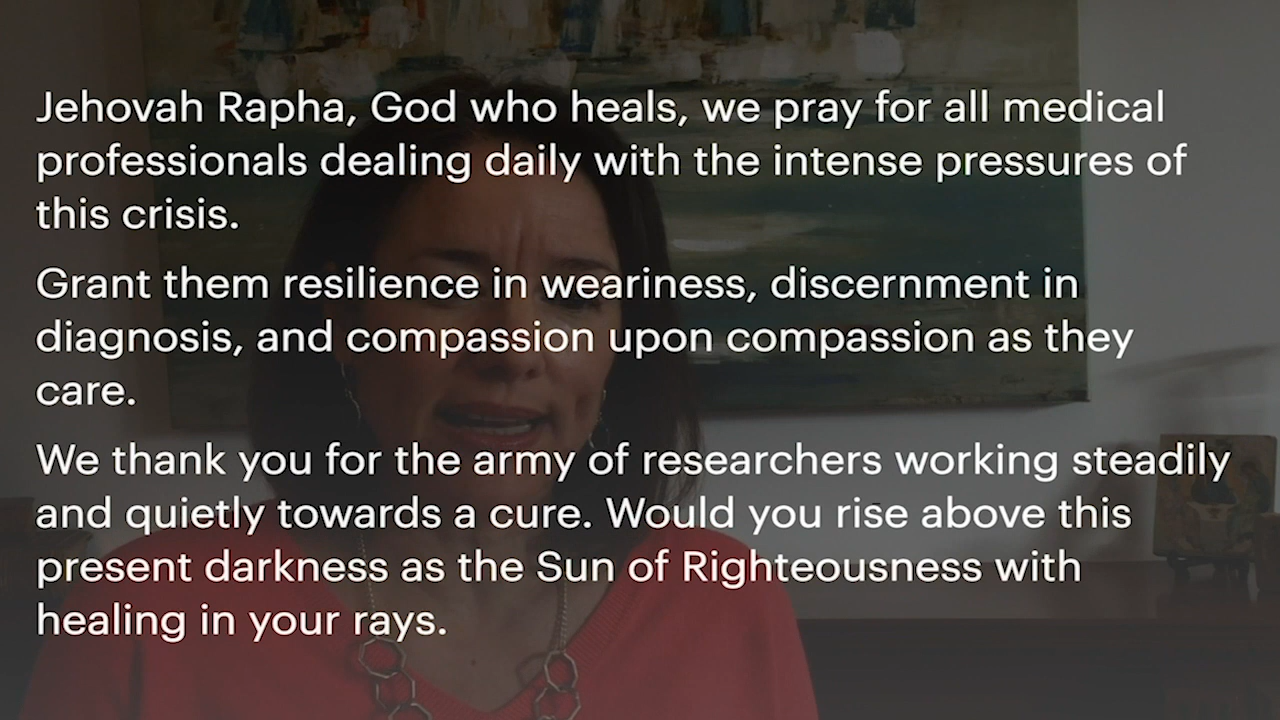 Jehovah Rapha, God who heals, we pray for all medical
professionals dealing daily with the intense pressures of
this crisis.
Grant them resilience in weariness, discernment in
diagnosis, and compassion upon compassion as they
care.
We thank you for the army of researchers working steadily
and quietly towards a cure. Would you rise above this
present darkness as the Sun of Righteousness with
healing in your rays.